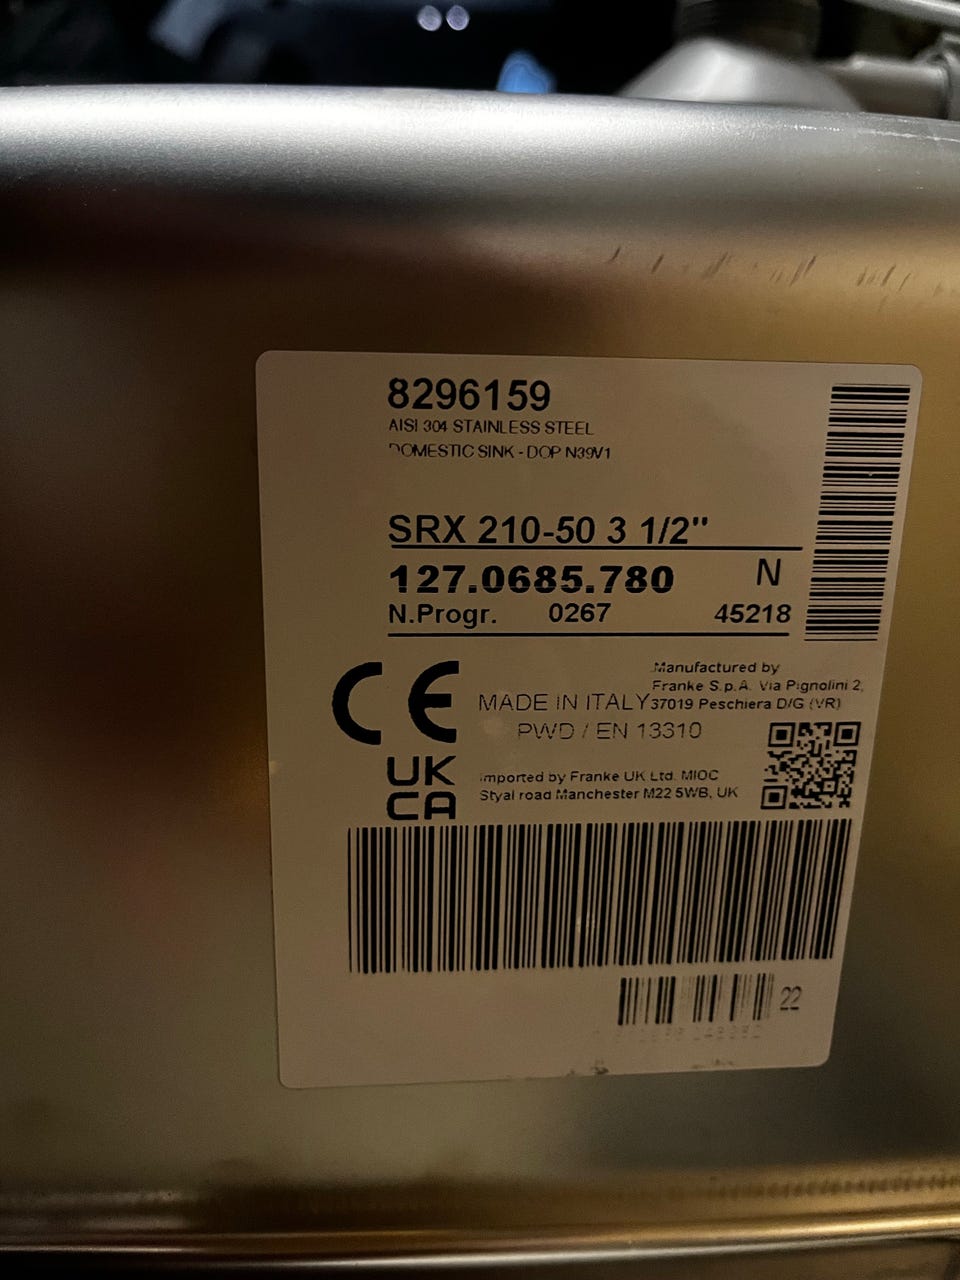 8296159
AISI 304 STAINLESS STEEL
DOMESTIC SINK - DOP N39V1
SRX 210-50 3 1/2"
127.0685.780 N
N.Progr. 0267 45218
CE
MADE IN ITALY
PWD / EN 13310
Manufactured by
Franke S.p.A. Via Pignolini 2,
37019 Peschiera D/G (VR)
UK
CA
Imported by Franke UK Ltd. MIOC
Styal road Manchester M22 5WB, UK
22